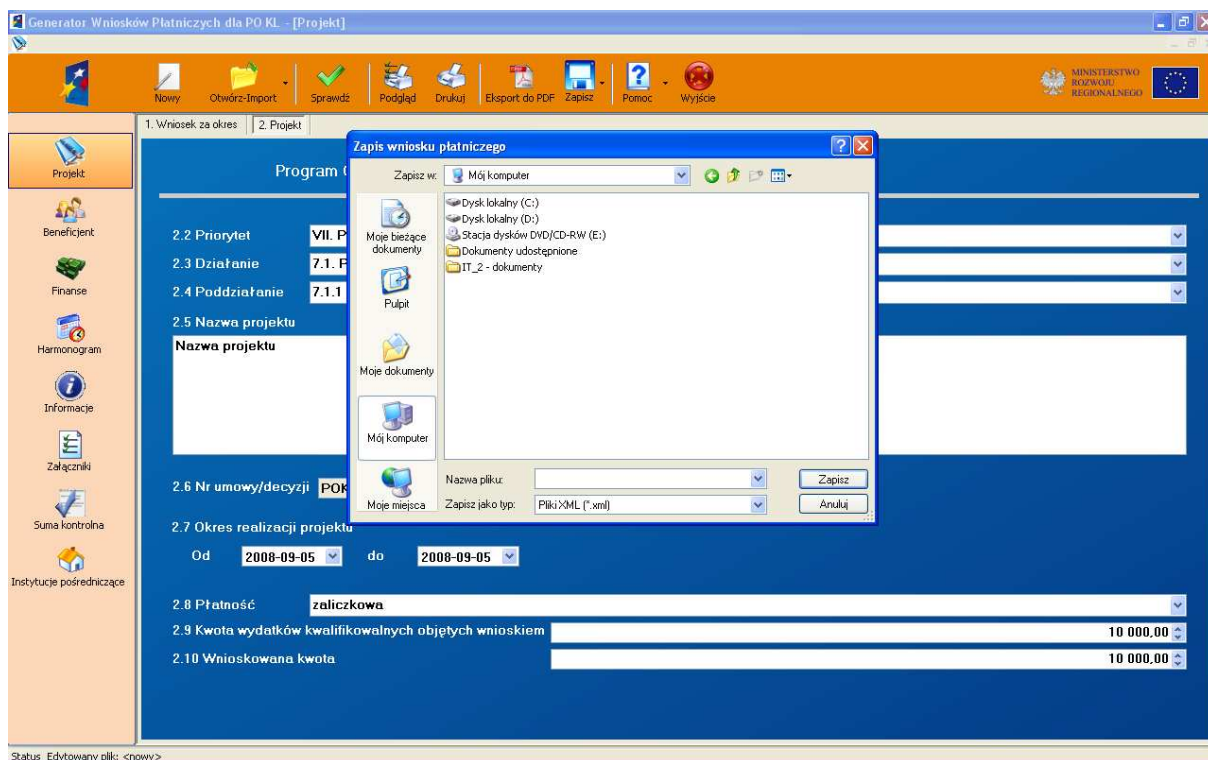 Generator Wniosków Płatniczych dla PO KL - [Projekt]
Nowy
Otwórz-Import
Sprawdź
Podgląd
Drukuj
Eksport do PDF
Zapisz
Pomoc
Wyjście
MINISTERSTWO
ROZWOJU
REGIONALNEGO
1. Wniosek za okres
2. Projekt
Projekt
Beneficjent
Finanse
Harmonogram
Informacje
Załączniki
Suma kontrolna
Instytucje pośredniczące
Program
2.2 Priorytet
VII. P
2.3 Działanie
7.1. P
2.4 Poddziałanie
7.1.1
2.5 Nazwa projektu
Nazwa projektu
2.6 Nr umowy/decyzji
POK
2.7 Okres realizacji projektu
Od 2008-09-05 do 2008-09-05
2.8 Płatność zaliczkowa
2.9 Kwota wydatków kwalifikowalnych objętych wnioskiem 10 000,00
2.10 Wnioskowana kwota 10 000,00
Zapis wniosku płatniczego
Zapisz w: Mój komputer
Moje bieżące
dokumenty
Pulpit
Moje dokumenty
Mój komputer
Moje miejsca
Dysk lokalny (C:)
Dysk lokalny (D:)
Stacja dysków DVD/CD-RW (E:)
Dokumenty udostępnione
IT_2 - dokumenty
Nazwa pliku:
Zapisz
Zapisz jako typ: Pliki XML (*.xml)
Anuluj
Status Edytowany plik: <nowy>